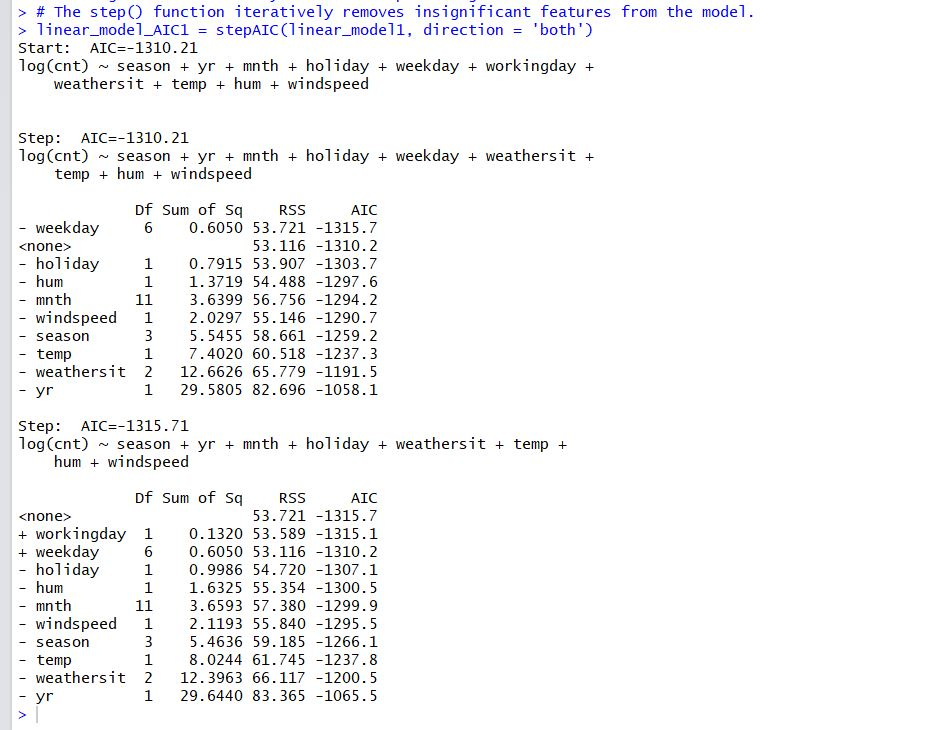 > # The step() function iteratively removes insignificant features from the model.
> linear_model_AIC1 = stepAIC(linear_model1, direction = 'both')
Start:  AIC=-1310.21
log(cnt) ~ season + yr + mnth + holiday + weekday + workingday +
    weathersit + temp + hum + windspeed
Step:  AIC=-1310.21
log(cnt) ~ season + yr + mnth + holiday + weekday + weathersit +
    temp + hum + windspeed
             Df Sum of Sq    RSS     AIC
- weekday     6    0.6050 53.721 -1315.7
<none>                    53.116 -1310.2
- holiday     1    0.7915 53.907 -1303.7
- hum         1    1.3719 54.488 -1297.6
- mnth       11    3.6399 56.756 -1294.2
- windspeed   1    2.0297 55.146 -1290.7
- season      3    5.5455 58.661 -1259.2
- temp        1    7.4020 60.518 -1237.3
- weathersit  2   12.6626 65.779 -1191.5
- yr          1   29.5805 82.696 -1058.1
Step:  AIC=-1315.71
log(cnt) ~ season + yr + mnth + holiday + weathersit + temp +
    hum + windspeed
             Df Sum of Sq    RSS     AIC
<none>                    53.721 -1315.7
+ workingday  1    0.1320 53.589 -1315.1
+ weekday     6    0.6050 53.116 -1310.2
- holiday     1    0.9986 54.720 -1307.1
- hum         1    1.6325 55.354 -1300.5
- mnth       11    3.6593 57.380 -1299.9
- windspeed   1    2.1193 55.840 -1295.5
- season      3    5.4636 59.185 -1266.1
- temp        1    8.0244 61.745 -1237.8
- weathersit  2   12.3963 66.117 -1200.5
- yr          1   29.6440 83.365 -1065.5
>